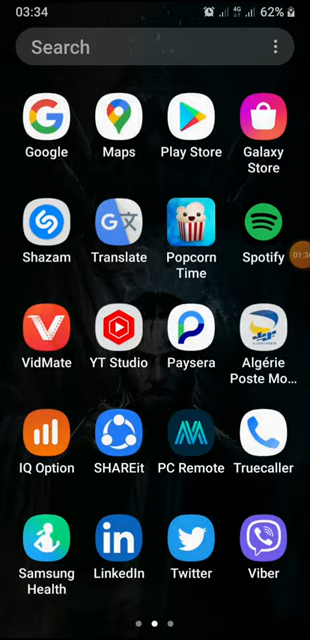 03:34
4G
62%
Search
Google
Maps
Play Store
Galaxy
Store
Shazam
Translate
Popcorn
Time
Spotify
VidMate
YT Studio
Paysera
Algérie
Poste Mo...
IQ Option
SHAREit
PC Remote
Truecaller
Samsung
Health
LinkedIn
Twitter
Viber